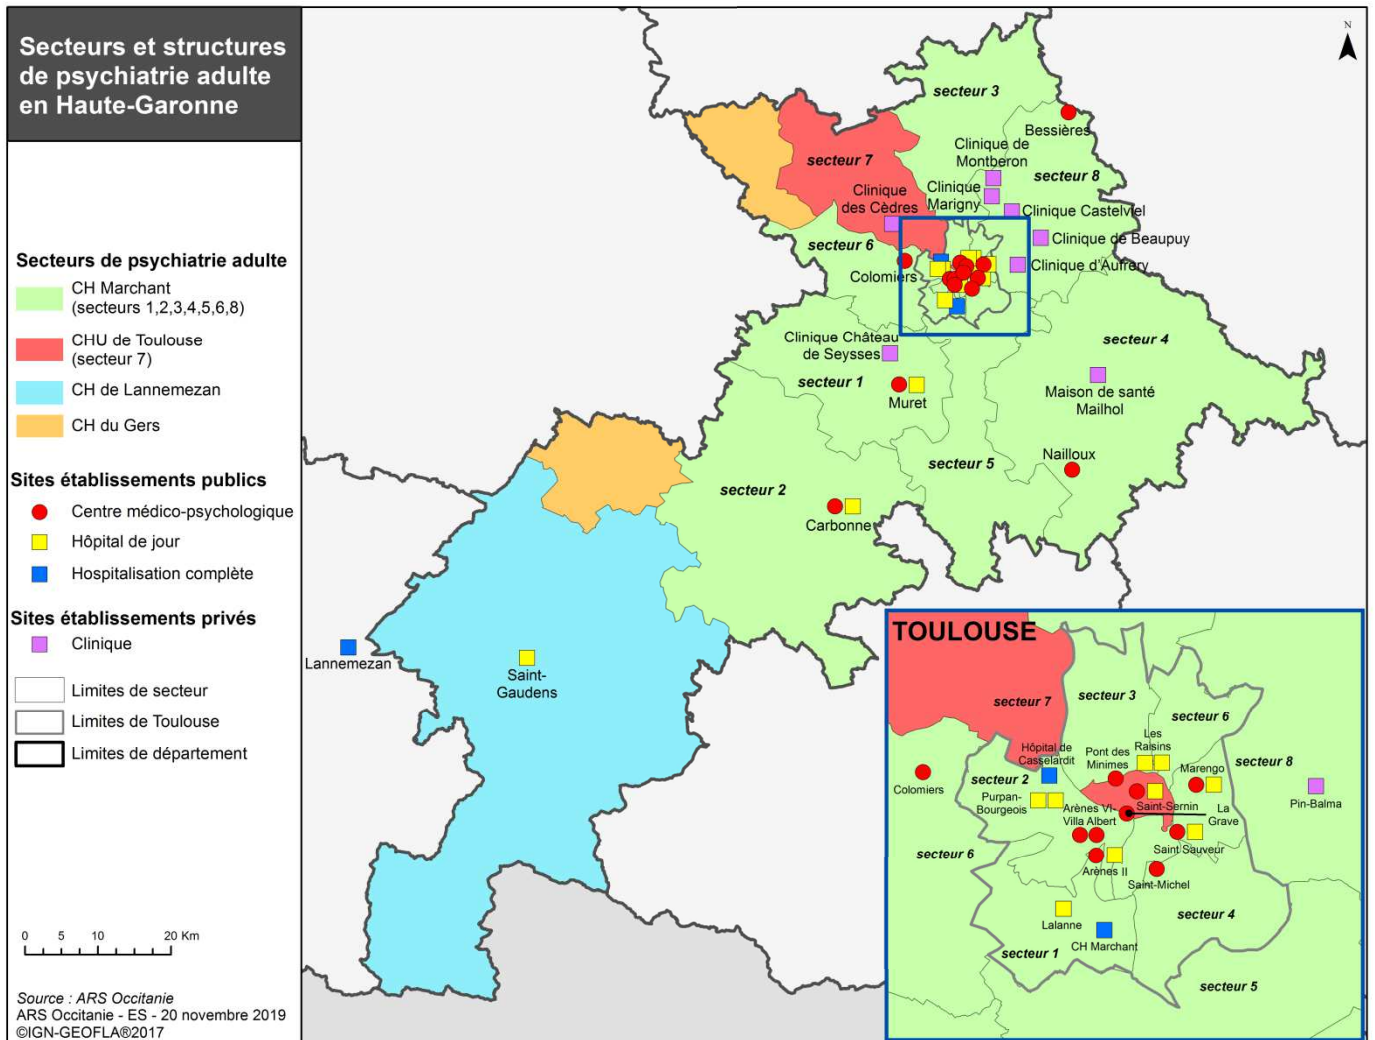 Secteurs et structures
de psychiatrie adulte
en Haute-Garonne
Secteurs de psychiatrie adulte
CH Marchant
(secteurs 1,2,3,4,5,6,8)
CHU de Toulouse
(secteur 7)
CH de Lannemezan
CH du Gers
Sites établissements publics
Centre médico-psychologique
Hôpital de jour
Hospitalisation complète
Sites établissements privés
Clinique
Limites de secteur
Limites de Toulouse
Limites de département
0 5 10 20 Km
Source : ARS Occitanie
ARS Occitanie - ES - 20 novembre 2019
©IGN-GEOFLA®2017
N
secteur 3
Bessières
Clinique de
Montberon
secteur 7
secteur 8
Clinique
des Cèdres
Clinique
Marigny
Clinique Castelviel
secteur 6
Clinique de Beaupuy
Colomiers
Clinique d'Aufréry
Clinique Château
de Seysses
secteur 4
secteur 1
Muret
Maison de santé
Mailhol
secteur 5
Nailloux
secteur 2
Carbonne
Lannemezan
Saint-
Gaudens
TOULOUSE
secteur 7
secteur 3
secteur 6
Les
Raisins
Hôpital de
Casselardit
Pont des
Minimes
secteur 8
Marengo
secteur 2
Colomiers
Purpan-
Bourgeois
Arènes VI-
Villa Albert
Saint-Sernin
La
Grave
Pin-Balma
Saint Sauveur
secteur 6
Arènes II
Saint-Michel
Lalanne
secteur 4
CH Marchant
secteur 1
secteur 5